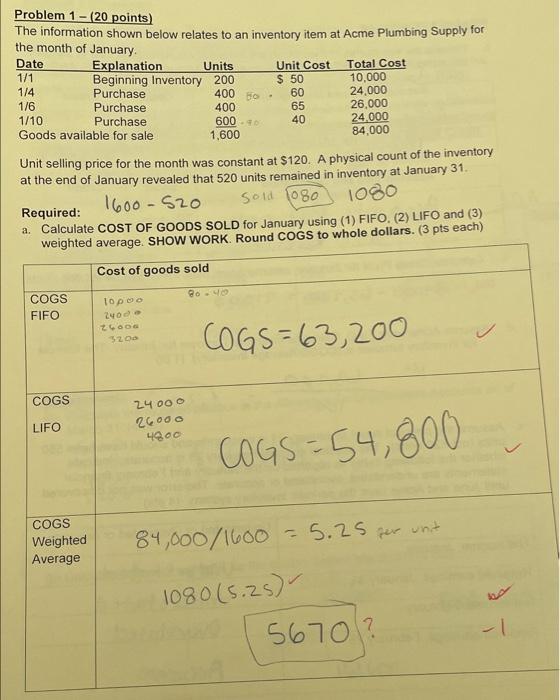 Problem 1 – (20 points)
The information shown below relates to an inventory item at Acme Plumbing Supply for
the month of January.
Date Explanation Units Unit Cost Total Cost
1/1 Beginning Inventory 200 $ 50 10,000
1/4 Purchase 400 80 . 60 24,000
1/6 Purchase 400 65 26,000
1/10 Purchase 600 40 24,000
Goods available for sale 1,600 84,000
Unit selling price for the month was constant at $120. A physical count of the inventory
at the end of January revealed that 520 units remained in inventory at January 31.
1600 - 520 Sold 1080 1080
Required:
a. Calculate COST OF GOODS SOLD for January using (1) FIFO, (2) LIFO and (3)
weighted average. SHOW WORK. Round COGS to whole dollars. (3 pts each)
Cost of goods sold
COGS
FIFO
10,000 80 . 40
24000
26000
3200
COGS = 63,200
COGS
LIFO
24000
26000
4800
COGS = 54,800
COGS
Weighted
Average
84,000/1600 = 5.25 per unit
1080(5.25)
5670 ?
-1